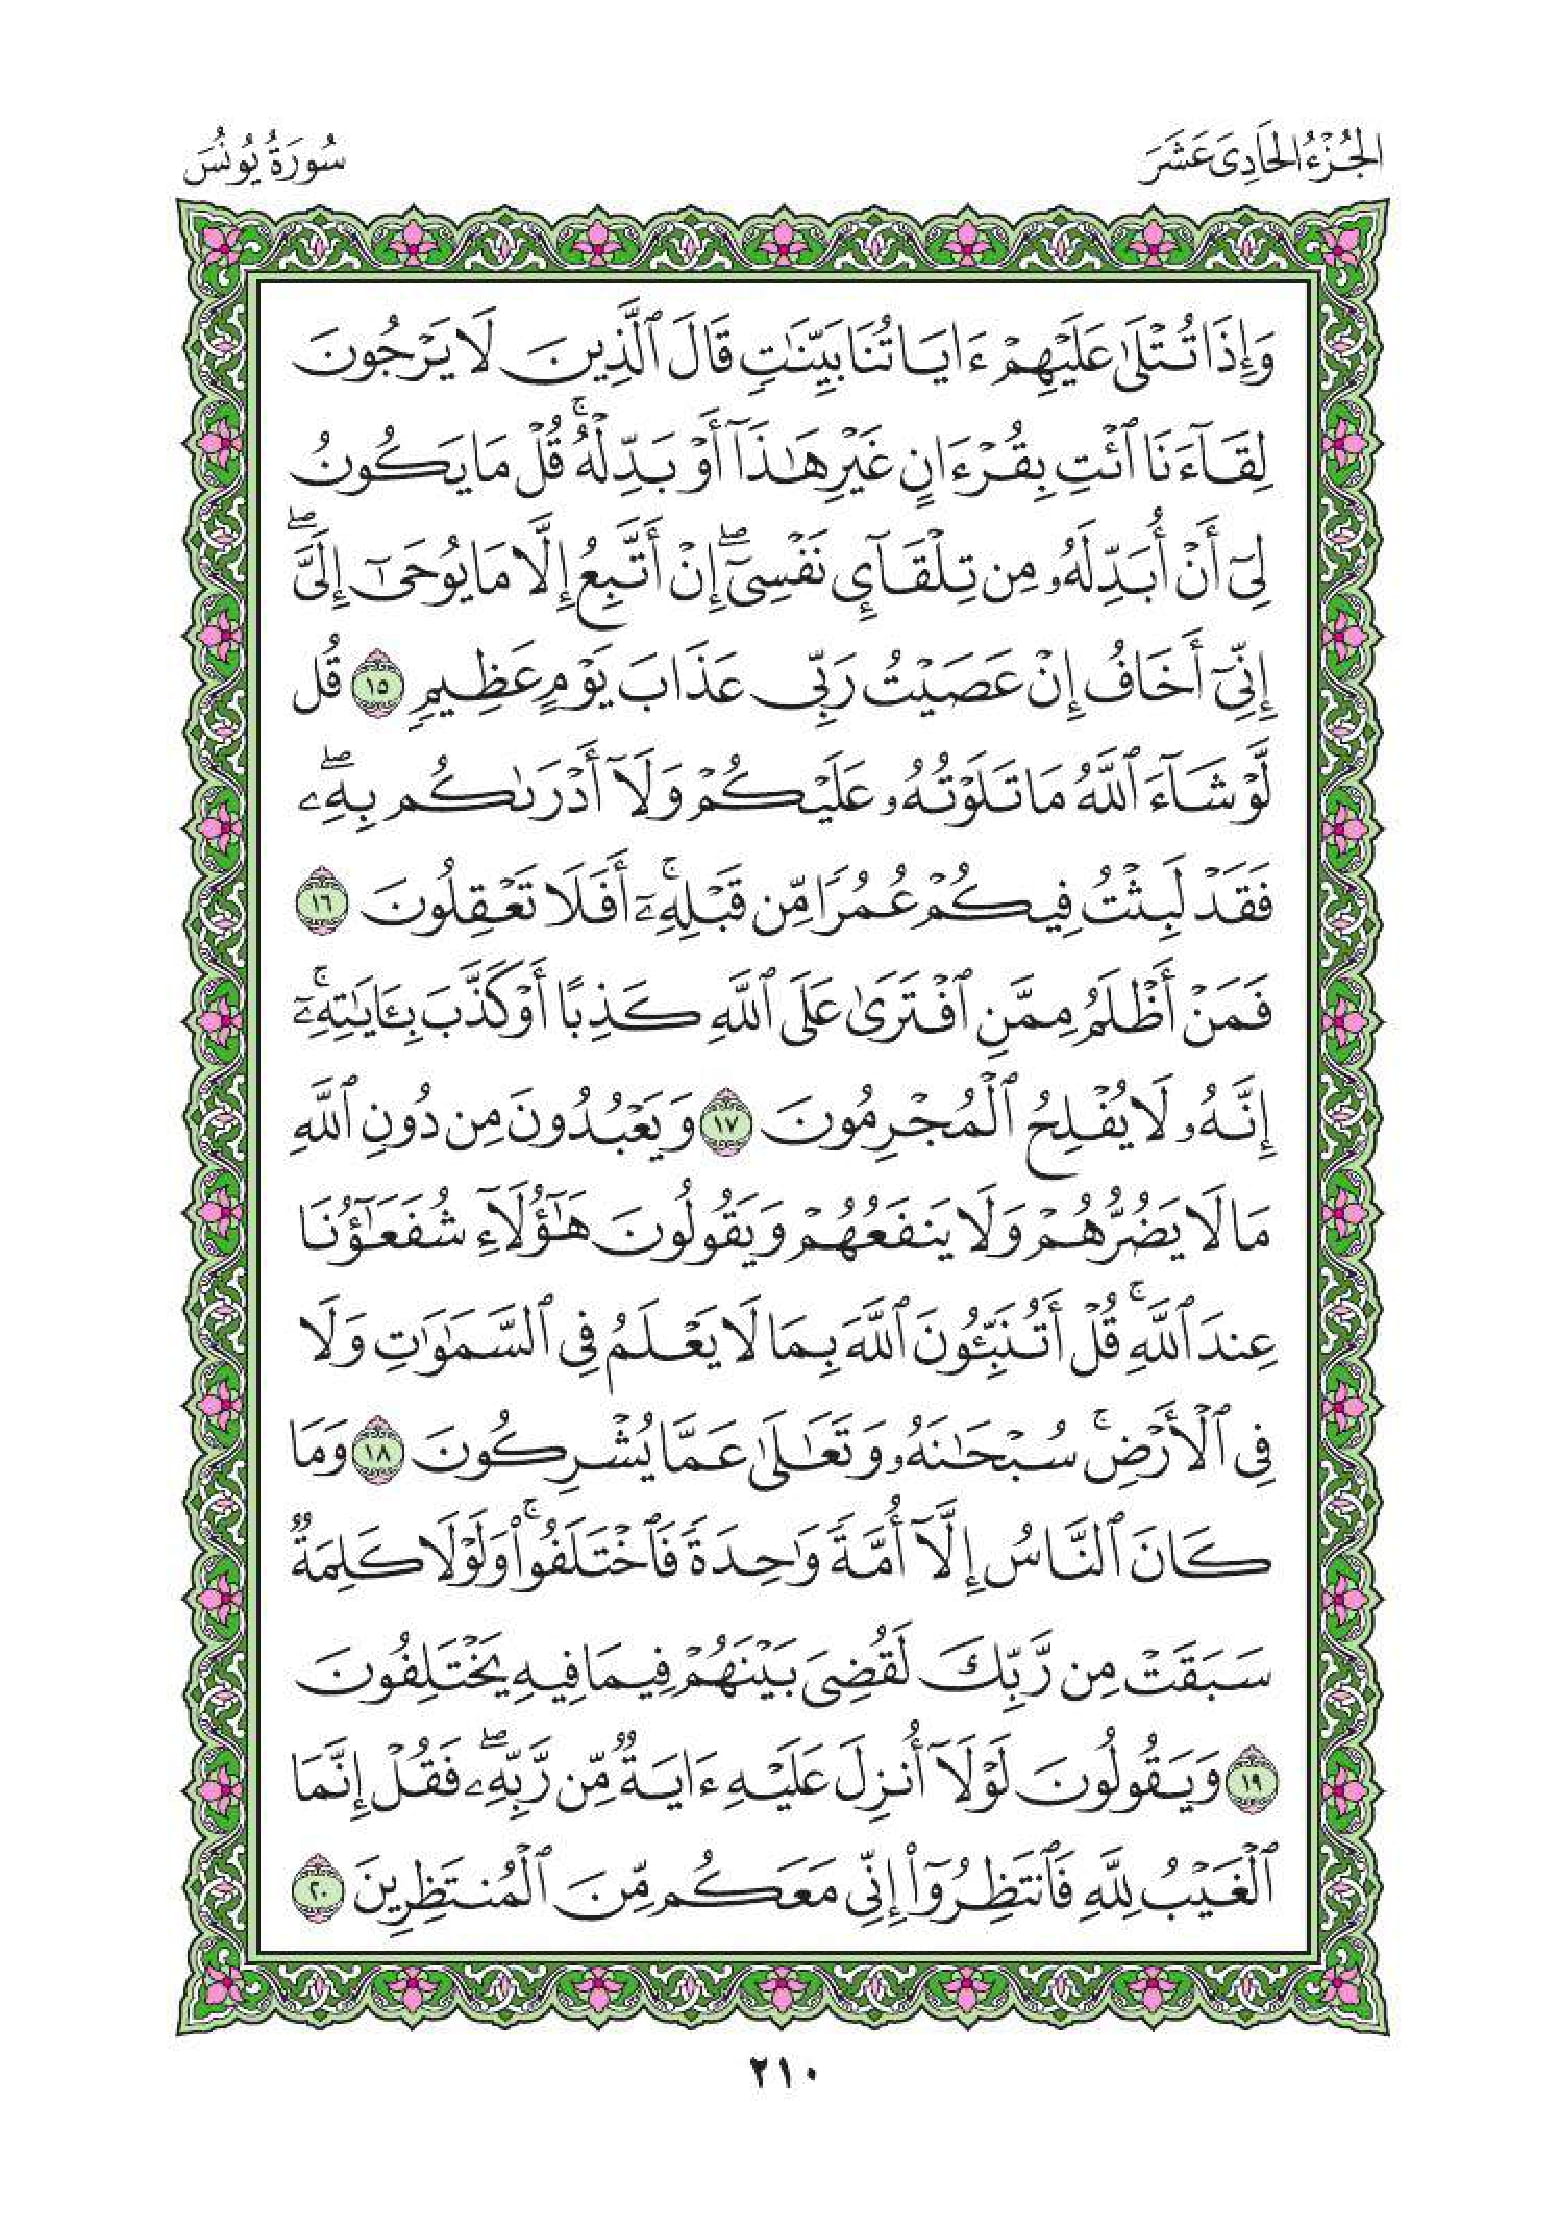 الجُزْءُ الحَادِىَ عَشَرَ
سُورَةُ يُونُسَ
وَإِذَا تُتْلَىٰ عَلَيْهِمْ ءَايَاتُنَا بَيِّنَـٰتٍ قَالَ ٱلَّذِينَ لَا يَرْجُونَ
لِقَآءَنَا ٱئْتِ بِقُرْءَانٍ غَيْرِ هَـٰذَآ أَوْ بَدِّلْهُ ۚ قُلْ مَا يَكُونُ
لِىٓ أَنْ أُبَدِّلَهُۥ مِن تِلْقَآئِ نَفْسِىٓ ۖ إِنْ أَتَّبِعُ إِلَّا مَا يُوحَىٰٓ إِلَىَّ ۖ
إِنِّىٓ أَخَافُ إِنْ عَصَيْتُ رَبِّى عَذَابَ يَوْمٍ عَظِيمٍ ١٥ قُل
لَّوْ شَآءَ ٱللَّهُ مَا تَلَوْتُهُۥ عَلَيْكُمْ وَلَآ أَدْرَىٰكُم بِهِۦ ۖ
فَقَدْ لَبِثْتُ فِيكُمْ عُمُرًا مِّن قَبْلِهِۦٓ ۚ أَفَلَا تَعْقِلُونَ ١٦
فَمَنْ أَظْلَمُ مِمَّنِ ٱفْتَرَىٰ عَلَى ٱللَّهِ كَذِبًا أَوْ كَذَّبَ بِـَٔايَـٰتِهِۦٓ ۚ
إِنَّهُۥ لَا يُفْلِحُ ٱلْمُجْرِمُونَ ١٧ وَيَعْبُدُونَ مِن دُونِ ٱللَّهِ
مَا لَا يَضُرُّهُمْ وَلَا يَنفَعُهُمْ وَيَقُولُونَ هَـٰٓؤُلَآءِ شُفَعَـٰٓؤُنَا
عِندَ ٱللَّهِ ۚ قُلْ أَتُنَبِّـُٔونَ ٱللَّهَ بِمَا لَا يَعْلَمُ فِى ٱلسَّمَـٰوَٰتِ وَلَا
فِى ٱلْأَرْضِ ۚ سُبْحَـٰنَهُۥ وَتَعَـٰلَىٰ عَمَّا يُشْرِكُونَ ١٨ وَمَا
كَانَ ٱلنَّاسُ إِلَّآ أُمَّةً وَٰحِدَةً فَٱخْتَلَفُوا۟ ۚ وَلَوْلَا كَلِمَةٌ
سَبَقَتْ مِن رَّبِّكَ لَقُضِىَ بَيْنَهُمْ فِيمَا فِيهِ يَخْتَلِفُونَ
١٩ وَيَقُولُونَ لَوْلَآ أُنزِلَ عَلَيْهِ ءَايَةٌ مِّن رَّبِّهِۦ ۖ فَقُلْ إِنَّمَا
ٱلْغَيْبُ لِلَّهِ فَٱنتَظِرُوٓا۟ إِنِّى مَعَكُم مِّنَ ٱلْمُنتَظِرِينَ ٢٠
٢١٠